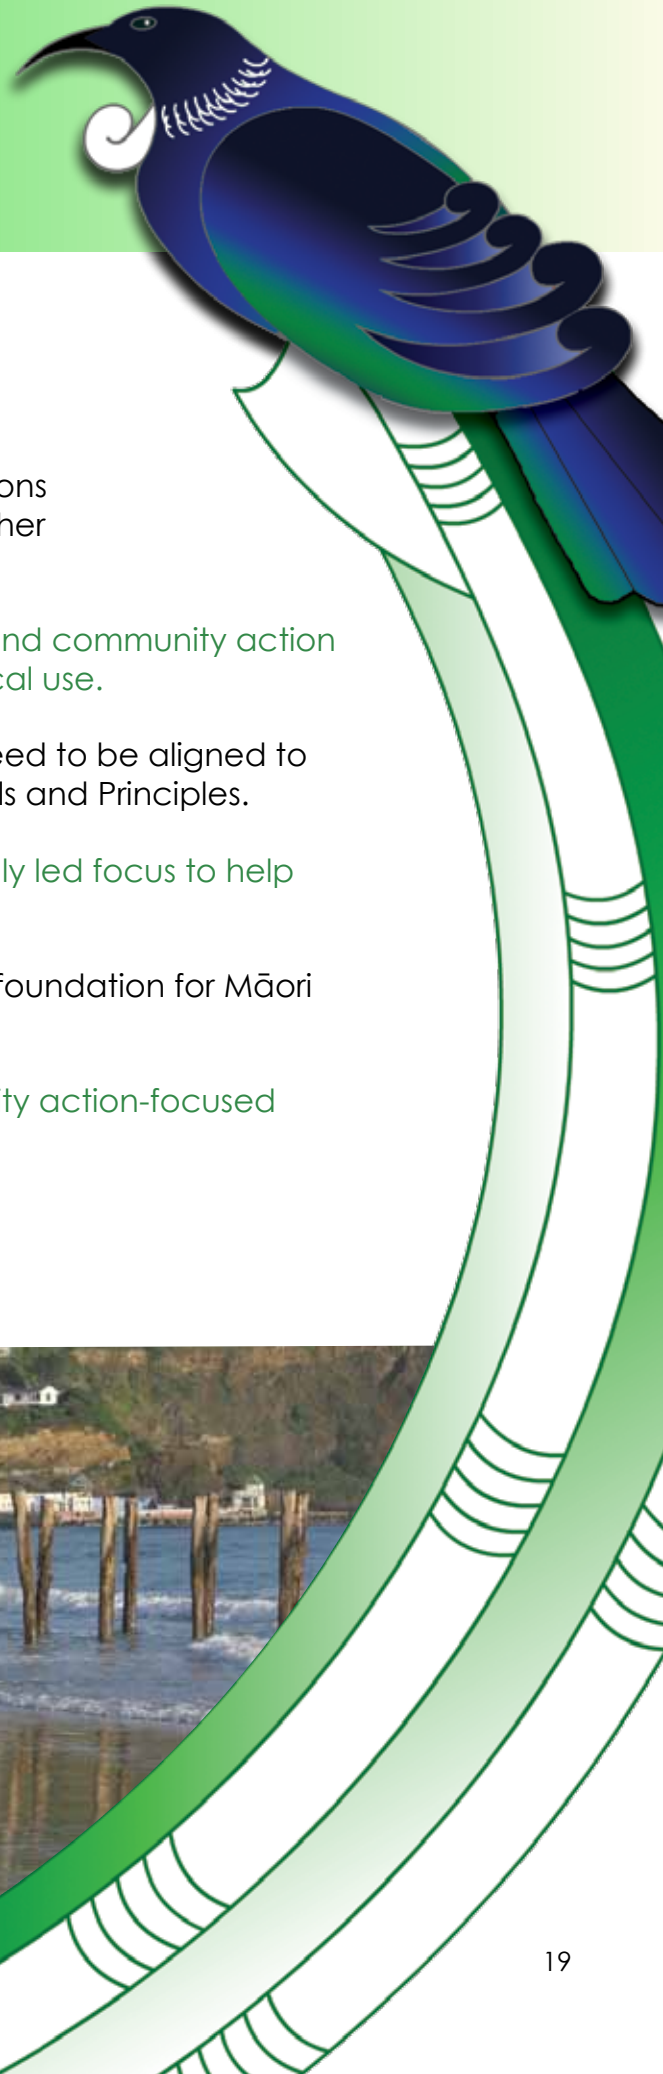 ons
her
nd community action
cal use.
eed to be aligned to
ls and Principles.
ly led focus to help
foundation for Māori
ity action-focused
19